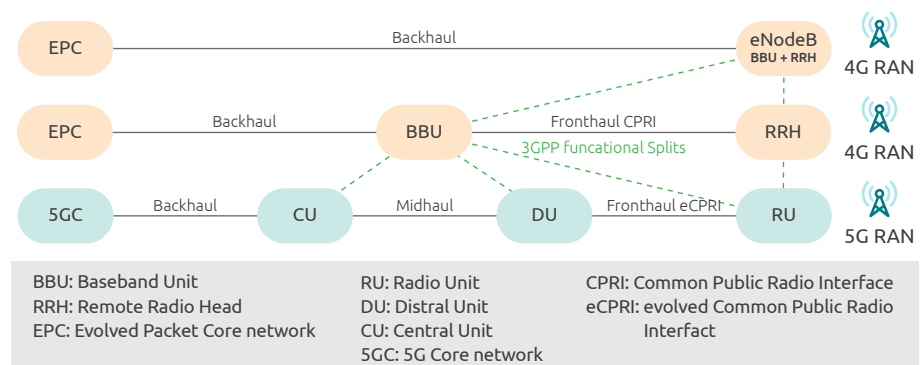 EPC
Backhaul
eNodeB
BBU + RRH
4G RAN
EPC
Backhaul
BBU
Fronthaul CPRI
RRH
4G RAN
3GPP funcational Splits
5GC
Backhaul
CU
Midhaul
DU
Fronthaul eCPRI
RU
5G RAN
BBU: Baseband Unit
RRH: Remote Radio Head
EPC: Evolved Packet Core network
RU: Radio Unit
DU: Distral Unit
CU: Central Unit
5GC: 5G Core network
CPRI: Common Public Radio Interface
eCPRI: evolved Common Public Radio
Interfact